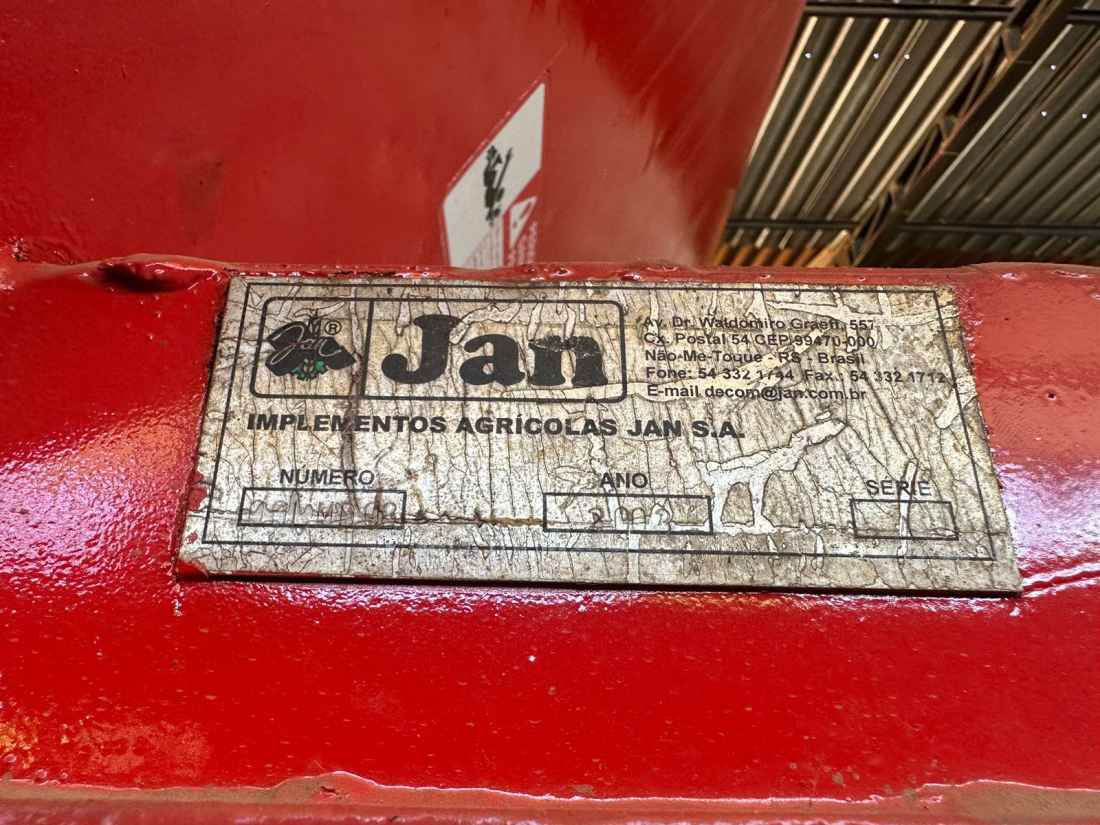 Jan ®
Jan
Av. Dr. Waldomiro Graeff, 557
Cx. Postal 54 CEP 99470-000
Não-Me-Toque - RS - Brasil
Fone: 54 332 1744 Fax.: 54 332 1712
E-mail decom@jan.com.br
IMPLEMENTOS AGRÍCOLAS JAN S.A.
NÚMERO
ANO
SÉRIE